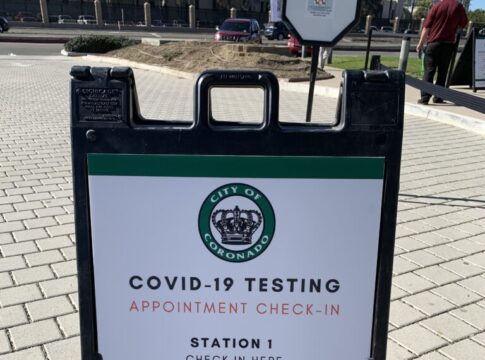 CITY OF
CORONADO
COVID-19 TESTING
APPOINTMENT CHECK-IN
STATION 1
CHECK IN HERE